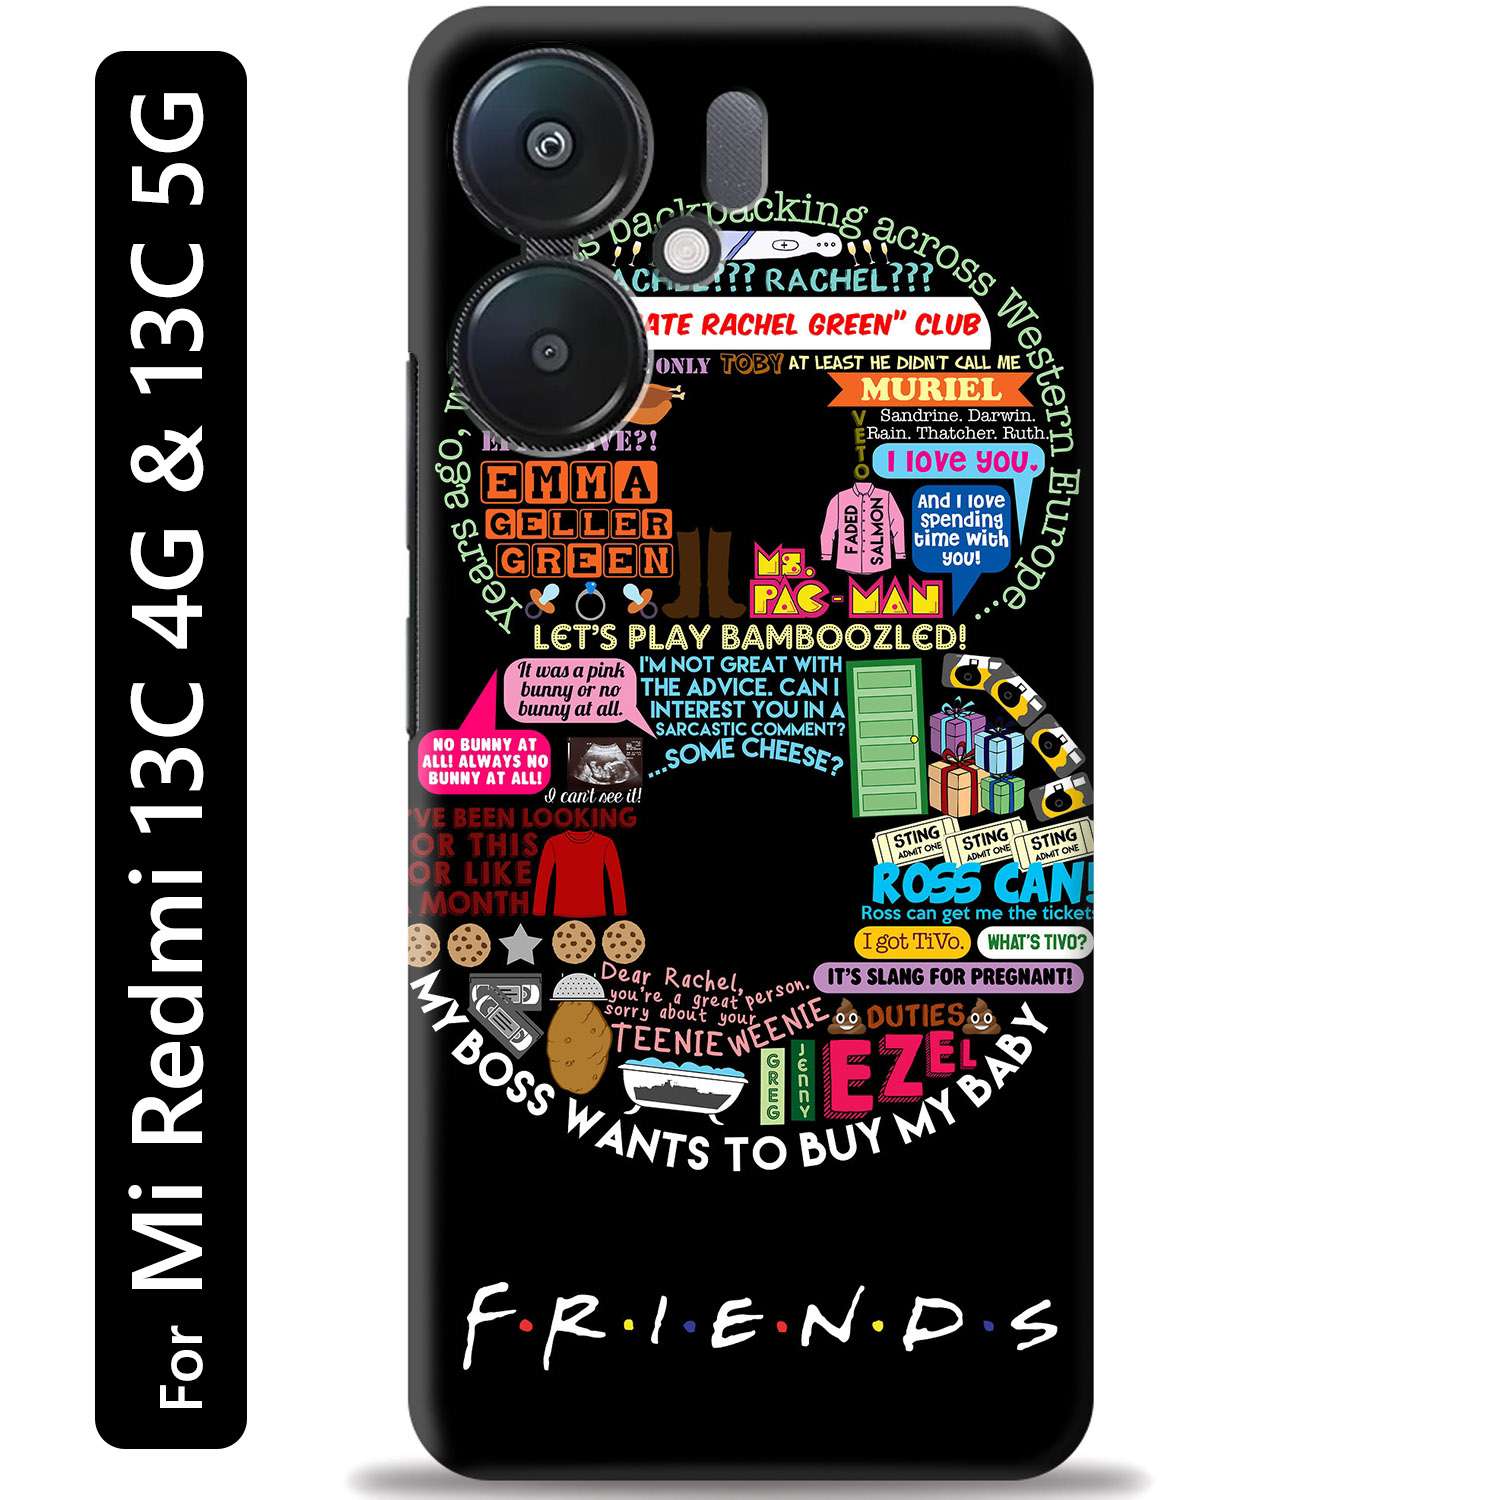 For Mi Redmi 13C 4G & 13C 5G
Years ago,
backpacking across Western Europe...
RACHEL???
RACHEL GREEN" CLUB
ONLY TOBY AT LEAST HE DIDN'T CALL ME
MURIEL
Sandrine. Darwin.
Rain. Thatcher. Ruth.
VETO
I love you.
And I love
spending
time with
you!
EMMA
GELLER
GREEN
FADED
SALMON
MS.
PAC-MAN
LET'S PLAY BAMBOOZLED!
It was a pink
bunny or no
bunny at all.
NO BUNNY AT
ALL! ALWAYS NO
BUNNY AT ALL!
I'M NOT GREAT WITH
THE ADVICE. CAN I
INTEREST YOU IN A
SARCASTIC COMMENT?
...SOME CHEESE?
I can't see it!
'VE BEEN LOOKING
OR THIS
OR LIKE
MONTH
STING
ADMIT ONE
STING
ADMIT ONE
STING
ADMIT ONE
ROSS CAN!
Ross can get me the ticket
I got TiVo.
WHAT'S TIVO?
IT'S SLANG FOR PREGNANT!
Dear Rachel,
you're a great person.
sorry about your
TEENIE WEENIE
DUTIES
GREG
JENNY
EZEL
MY BOSS WANTS TO BUY MY BABY
F·R·I·E·N·D·S